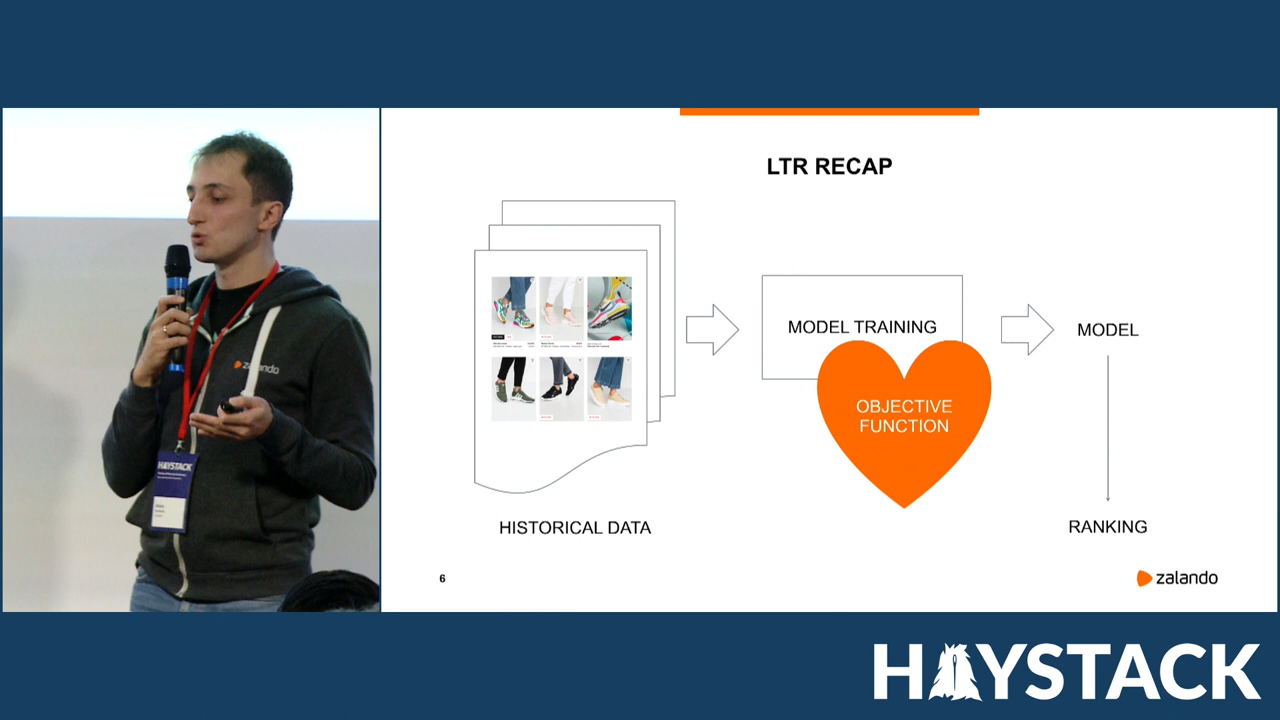 LTR RECAP
MODEL TRAINING
MODEL
OBJECTIVE
FUNCTION
HISTORICAL DATA
RANKING
6
zalando
zalando
HAYSTACK
HAYSTACK